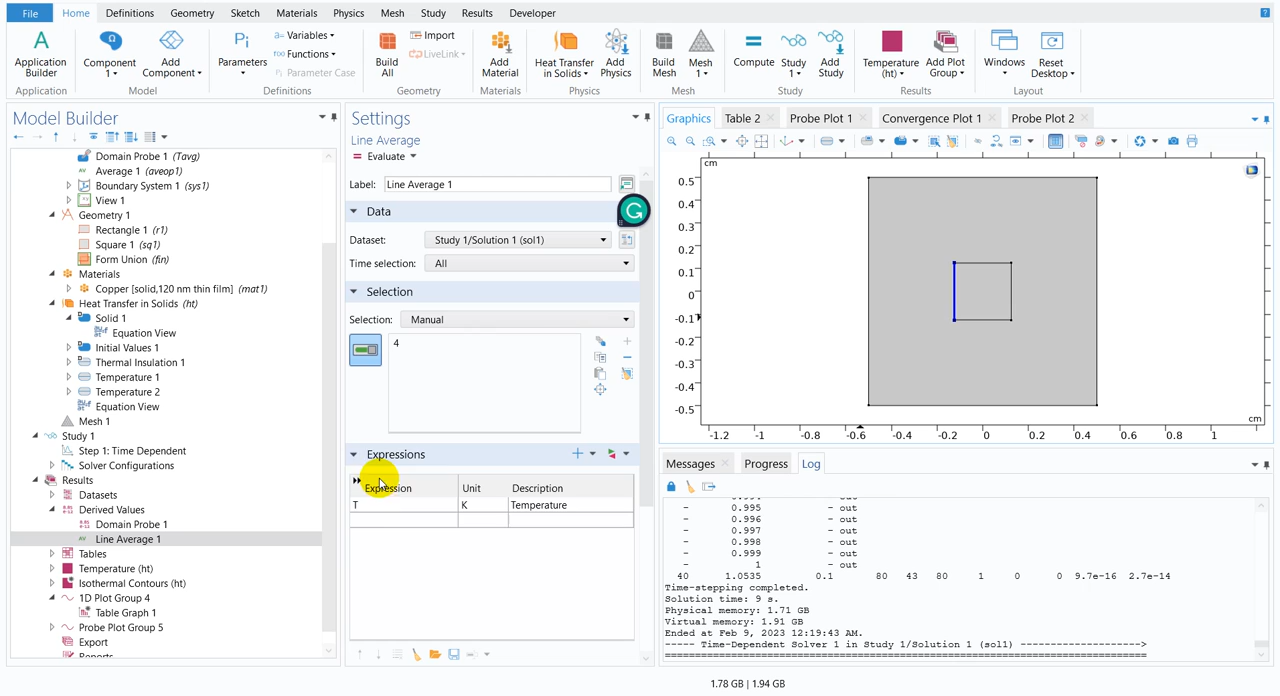 File Home Definitions Geometry Sketch Materials Physics Mesh Study Results Developer
Application Builder
Component 1
Add Component
Pi
Parameters
a= Variables
f(x) Functions
Pi Parameter Case
Build All
Import
LiveLink
Add Material
Heat Transfer in Solids
Add Physics
Build Mesh
Mesh 1
Compute
Study 1
Add Study
Temperature (ht)
Add Plot Group
Windows
Reset Desktop
Application Model Definitions Geometry Materials Physics Mesh Study Results Layout
Model Builder
Domain Probe 1 (Tavg)
Average 1 (aveop1)
Boundary System 1 (sys1)
View 1
Geometry 1
Rectangle 1 (r1)
Square 1 (sq1)
Form Union (fin)
Materials
Copper [solid,120 nm thin film] (mat1)
Heat Transfer in Solids (ht)
Solid 1
Equation View
Initial Values 1
Thermal Insulation 1
Temperature 1
Temperature 2
Equation View
Mesh 1
Study 1
Step 1: Time Dependent
Solver Configurations
Results
Datasets
Derived Values
Domain Probe 1
Line Average 1
Tables
Temperature (ht)
Isothermal Contours (ht)
1D Plot Group 4
Table Graph 1
Probe Plot Group 5
Export
Reports
Settings
Line Average
= Evaluate
Label: Line Average 1
Data
Dataset: Study 1/Solution 1 (sol1)
Time selection: All
Selection
Selection: Manual
4
Expressions
Expression Unit Description
T K Temperature
Graphics Table 2 Probe Plot 1 Convergence Plot 1 Probe Plot 2
cm
0.5
0.4
0.3
0.2
0.1
0
-0.1
-0.2
-0.3
-0.4
-0.5
-1.2 -1 -0.8 -0.6 -0.4 -0.2 0 0.2 0.4 0.6 0.8 1
cm
Messages Progress Log
- 0.995 - out
- 0.996 - out
- 0.997 - out
- 0.998 - out
- 0.999 - out
- 1 - out
40 1.0535 0.1 80 43 80 1 0 0 9.7e-16 2.7e-14
Time-stepping completed.
Solution time: 9 s.
Physical memory: 1.71 GB
Virtual memory: 1.91 GB
Ended at Feb 9, 2023 12:19:43 AM.
----- Time-Dependent Solver 1 in Study 1/Solution 1 (sol1) --------------------->
1.78 GB | 1.94 GB